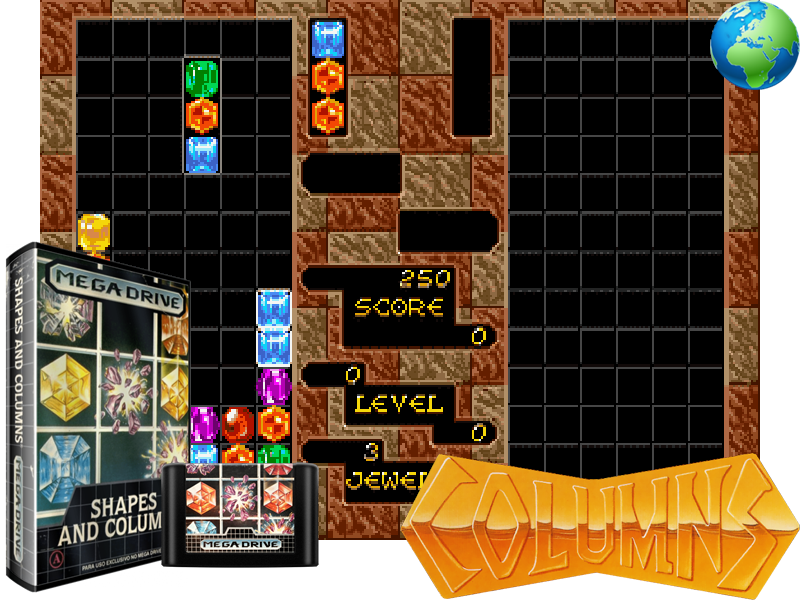 250
SCORE
0
0
LEVEL
0
3
MEGA DRIVE
SHAPES AND COLUMNS
MEGA DRIVE
SHAPES
AND COLUM
PARA USO EXCLUSIVO NO MEGA DRIVE
MEGA DRIVE
COLUMNS